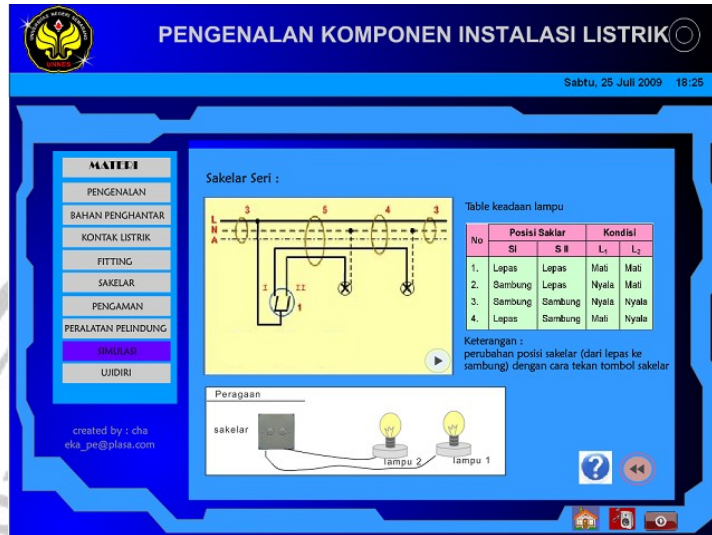 UNIVERSITAS NEGERI SEMARANG
UNNES
PENGENALAN KOMPONEN INSTALASI LISTRIK
Sabtu, 25 Juli 2009 18:25
MATERI
PENGENALAN
BAHAN PENGHANTAR
KONTAK LISTRIK
FITTING
SAKELAR
PENGAMAN
PERALATAN PELINDUNG
SIMULASI
UJIDIRI
created by : cha
eka_pe@plasa.com
Sakelar Seri :
3 5 4 3
L
N
A
I II
1
Table keadaan lampu
No Posisi Saklar Kondisi
SI S II L1 L2
1. Lepas Lepas Mati Mati
2. Sambung Lepas Nyala Mati
3. Sambung Sambung Nyala Nyala
4. Lepas Sambung Mati Nyala
Keterangan :
perubahan posisi sakelar (dari lepas ke
sambung) dengan cara tekan tombol sakelar
Peragaan
sakelar
lampu 2
lampu 1
?